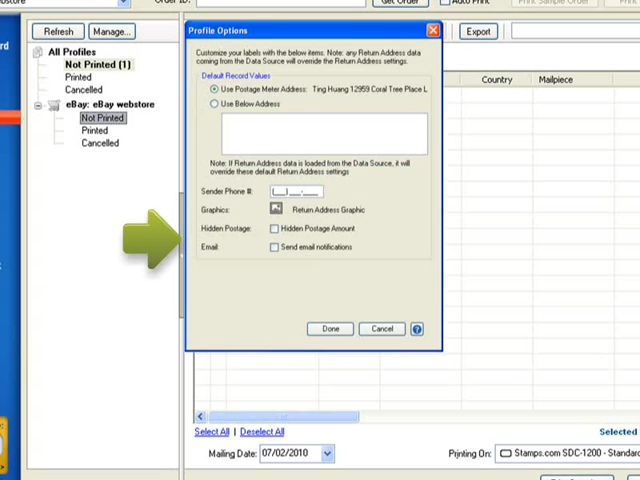 Order ID:
Get Order
Auto Print
Print Sample
Refresh
Manage...
Export
All Profiles
Not Printed (1)
Printed
Cancelled
eBay: eBay webstore
Not Printed
Printed
Cancelled
Profile Options
Customize your labels with the below items. Note: any Return Address data
coming from the Data Source will override the Return Address settings.
Default Record Values
Use Postage Meter Address: Ting Huang 12959 Coral Tree Place L
Use Below Address
Note: If Return Address data is loaded from the Data Source, it will
override these default Return Address settings
Sender Phone #: (___)___-____
Graphics: Return Address Graphic
Hidden Postage: Hidden Postage Amount
Email: Send email notifications
Done
Cancel
?
Country
Mailpiece
Select All | Deselect All
Selected
Mailing Date: 07/02/2010
Printing On: Stamps.com SDC-1200 - Standard